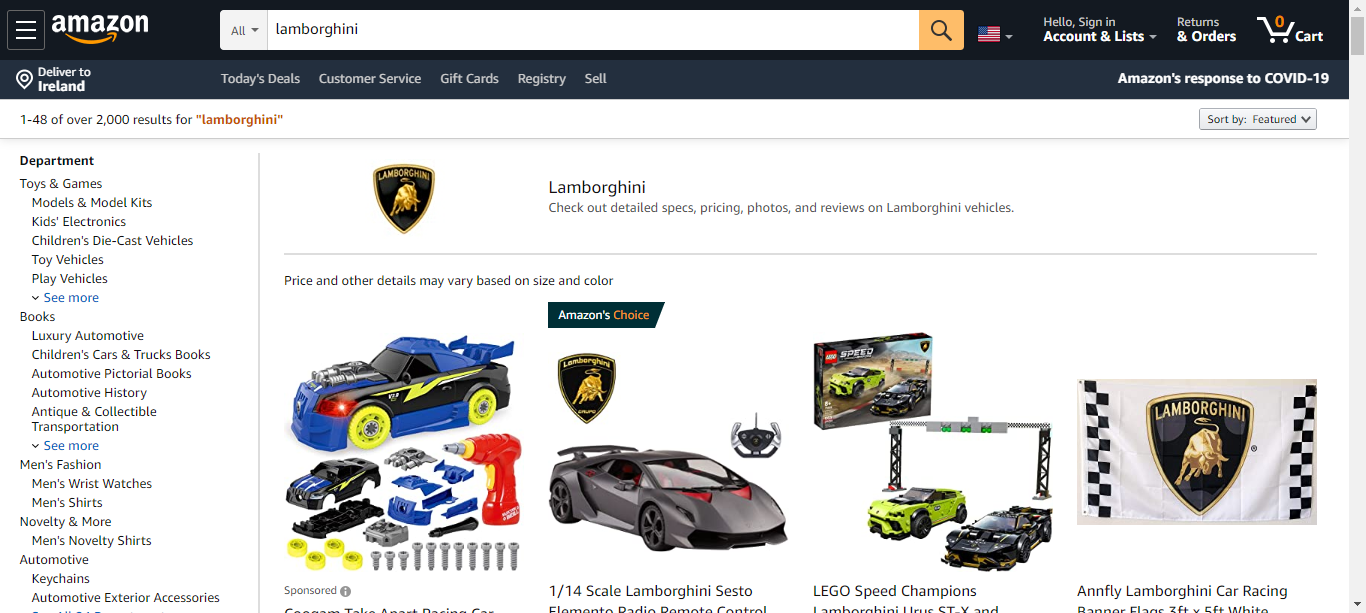 amazon
All
lamborghini
Hello, Sign in
Account & Lists
Returns
& Orders
0
Cart
Deliver to
Ireland
Today's Deals
Customer Service
Gift Cards
Registry
Sell
Amazon's response to COVID-19
1-48 of over 2,000 results for "lamborghini"
Sort by: Featured
Department
Toys & Games
Models & Model Kits
Kids' Electronics
Children's Die-Cast Vehicles
Toy Vehicles
Play Vehicles
See more
Books
Luxury Automotive
Children's Cars & Trucks Books
Automotive Pictorial Books
Automotive History
Antique & Collectible
Transportation
See more
Men's Fashion
Men's Wrist Watches
Men's Shirts
Novelty & More
Men's Novelty Shirts
Automotive
Keychains
Automotive Exterior Accessories
LAMBORGHINI
Lamborghini
Check out detailed specs, pricing, photos, and reviews on Lamborghini vehicles.
Price and other details may vary based on size and color
Sponsored
Coogam Take Apart Racing Car
Amazon's Choice
Lamborghini
GRUPO
1/14 Scale Lamborghini Sesto
Elemento Radio Remote Control
LEGO
SPEED
LEGO Speed Champions
Lamborghini Urus ST-X and
LAMBORGHINI
®
Annfly Lamborghini Car Racing
Banner Flags 3ft x 5ft White